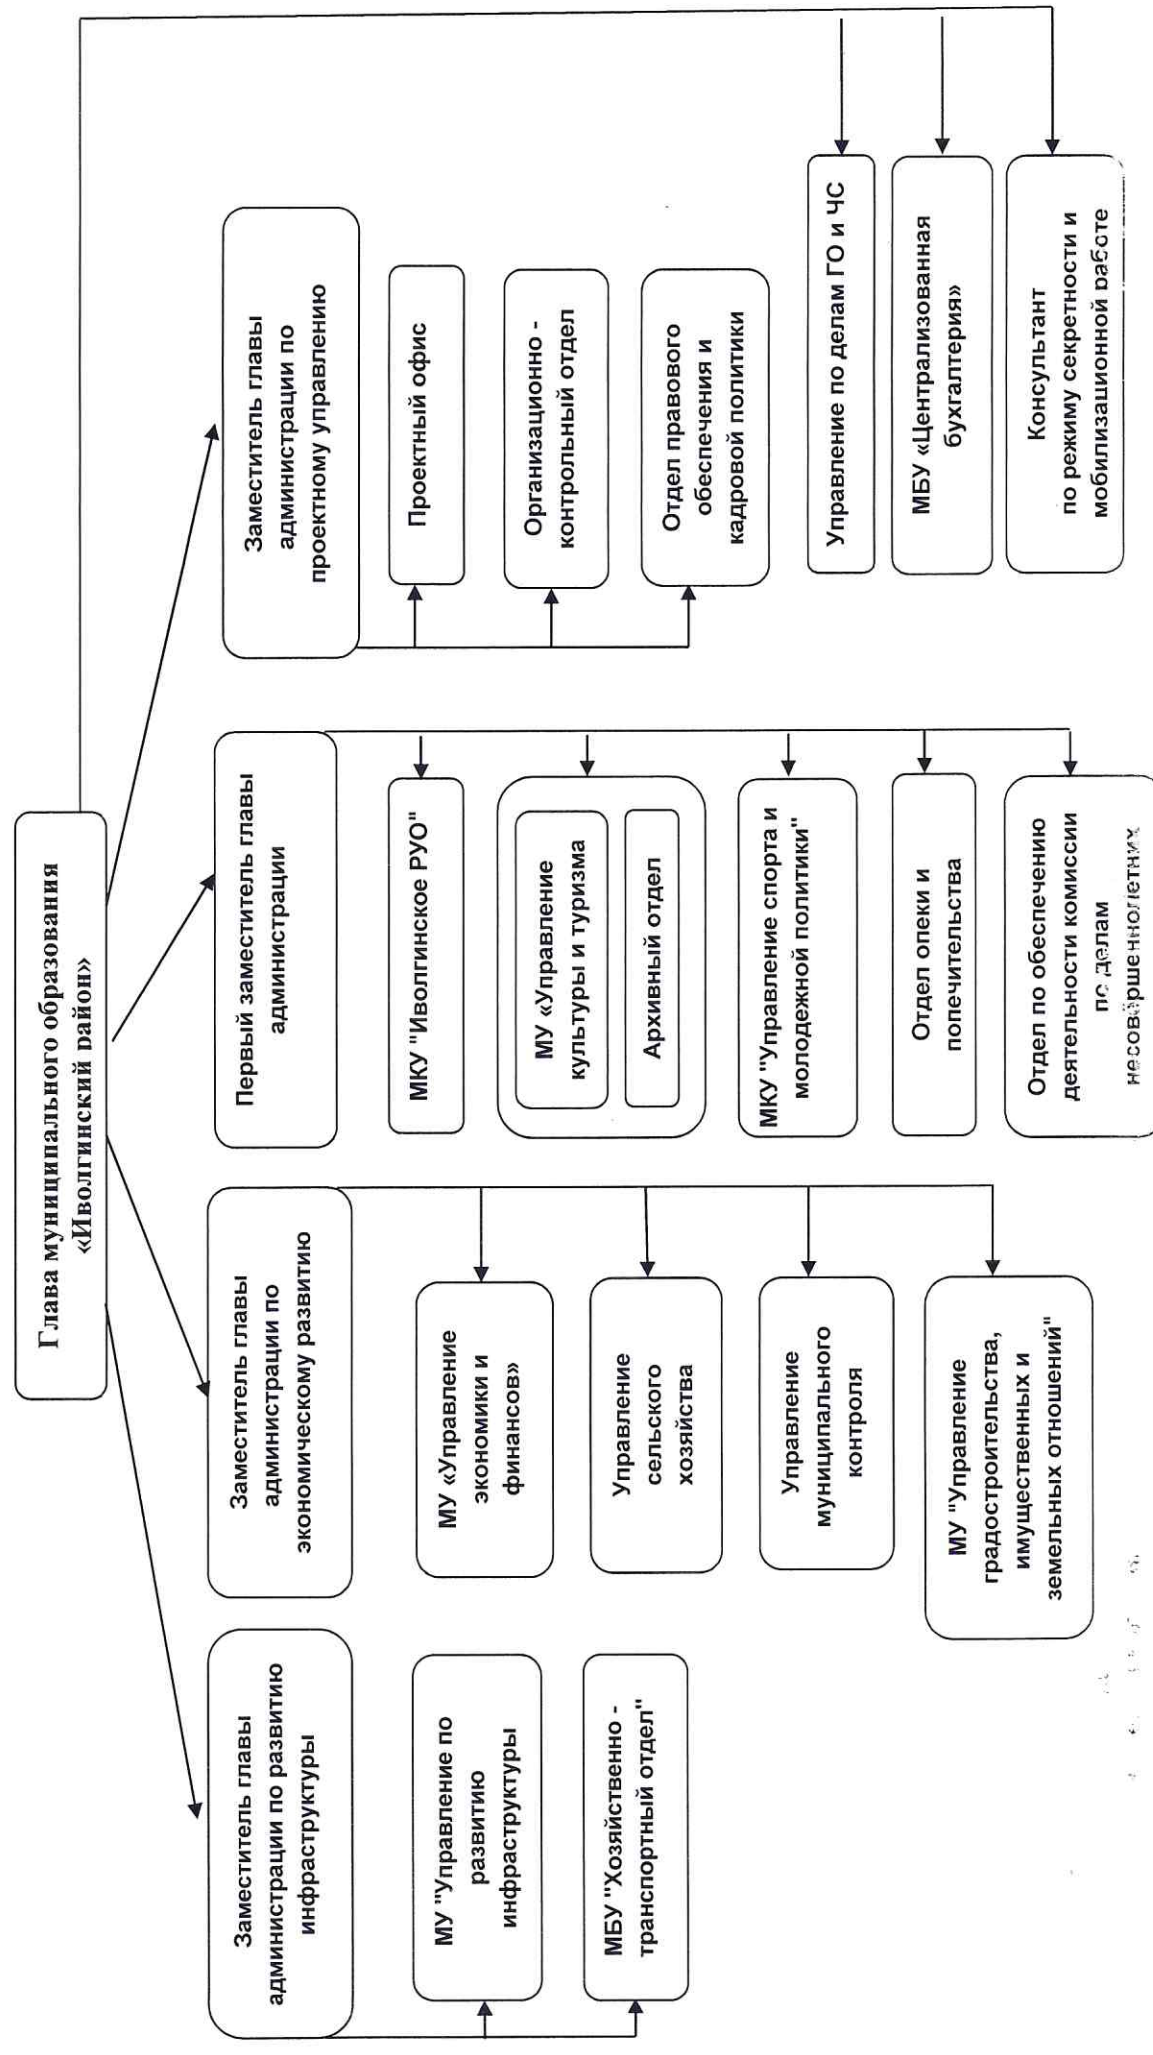 Глава муниципального образования
«Иволгинский район»
Заместитель главы
администрации по развитию
инфраструктуры
МУ "Управление по
развитию
инфраструктуры
МБУ "Хозяйственно -
транспортный отдел"
Заместитель главы
администрации по
экономическому развитию
МУ «Управление
экономики и
финансов»
Управление
сельского
хозяйства
Управление
муниципального
контроля
МУ "Управление
градостроительства,
имущественных и
земельных отношений"
Первый заместитель главы
администрации
МКУ "Иволгинское РУО"
МУ «Управление
культуры и туризма
Архивный отдел
МКУ "Управление спорта и
молодежной политики"
Отдел опеки и
попечительства
Отдел по обеспечению
деятельности комиссии
по делам
несовершеннолетних
Заместитель главы
администрации по
проектному управлению
Проектный офис
Организационно -
контрольный отдел
Отдел правового
обеспечения и
кадровой политики
Управление по делам ГО и ЧС
МБУ «Централизованная
бухгалтерия»
Консультант
по режиму секретности и
мобилизационной работе